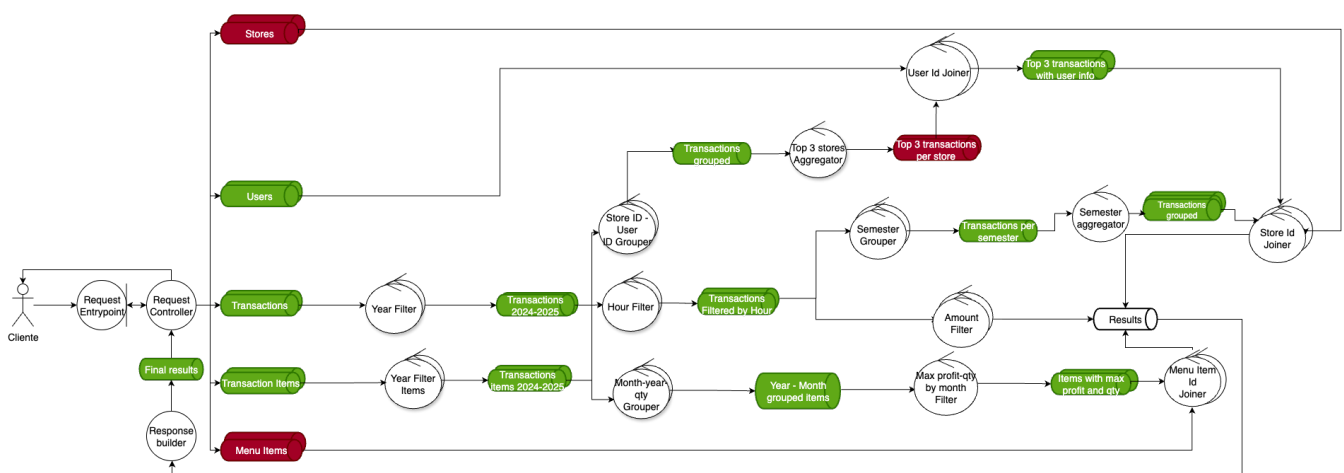 Stores
User Id Joiner
Top 3 transactions
with user info
Transactions
grouped
Top 3 stores
Aggregator
Top 3 transactions
per store
Users
Store ID -
User
ID Grouper
Semester
Grouper
Transactions per
semester
Semester
aggregator
Transactions
grouped
Store Id
Joiner
Cliente
Request
Entrypoint
Request
Controller
Transactions
Year Filter
Transactions
2024-2025
Hour Filter
Transactions
Filtered by Hour
Amount
Filter
Results
Final results
Transaction Items
Year Filter
Items
Transactions
items 2024-2025
Month-year-
qty
Grouper
Year - Month
grouped items
Max profit-qty
by month
Filter
Items with max
profit and qty
Menu Item
Id
Joiner
Response
builder
Menu Items